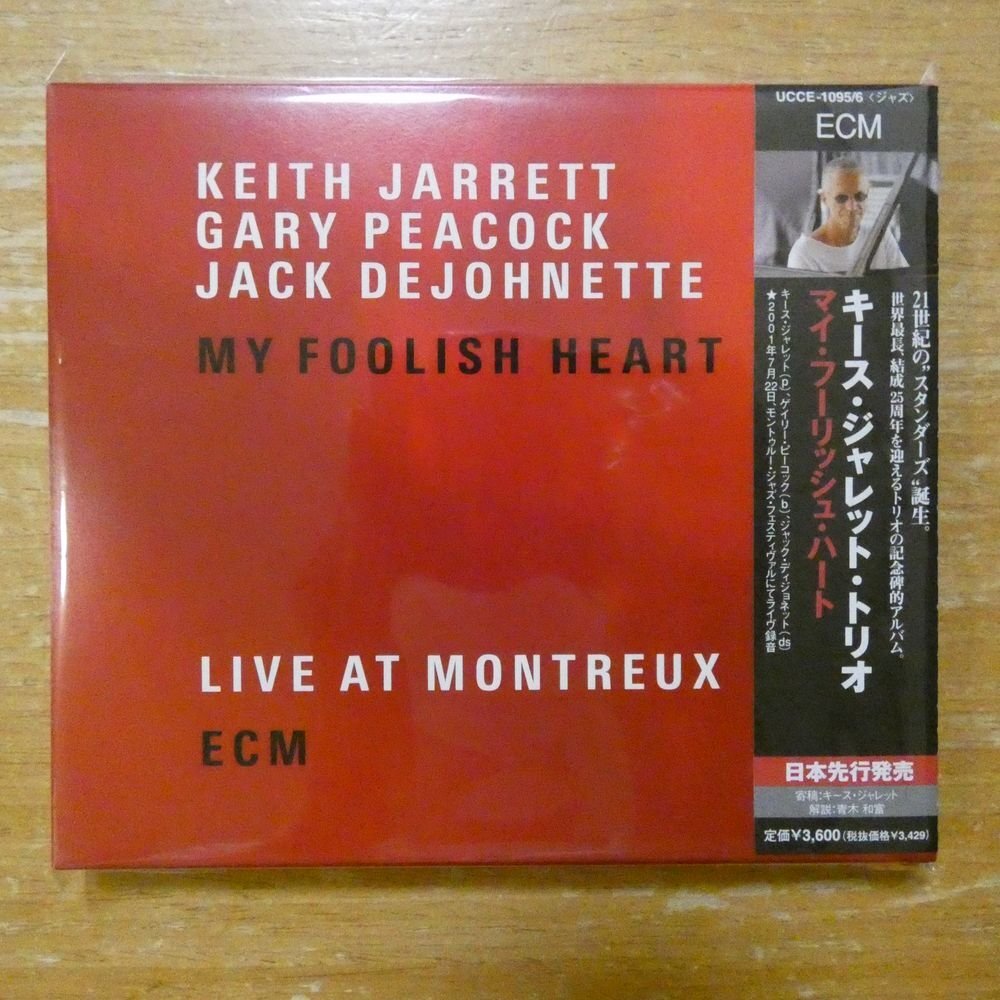 KEITH JARRETT
GARY PEACOCK
JACK DEJOHNETTE
MY FOOLISH HEART
LIVE AT MONTREUX
ECM
UCCE-1095/6 〈ジャズ〉
ECM
21世紀の"スタンダーズ"誕生。
世界最長、結成25周年を迎えるトリオの記念碑的アルバム。
キース・ジャレット・トリオ
マイ・フーリッシュ・ハート
キース・ジャレット(p)、ゲイリー・ピーコック(b)、ジャック・ディジョネット(ds)
★2001年7月22日、モントゥルー・ジャズ・フェスティヴァルにてライヴ録音
日本先行発売
寄稿:キース・ジャレット
解説:青木 和富
定価¥3,600(税抜価格¥3,429)